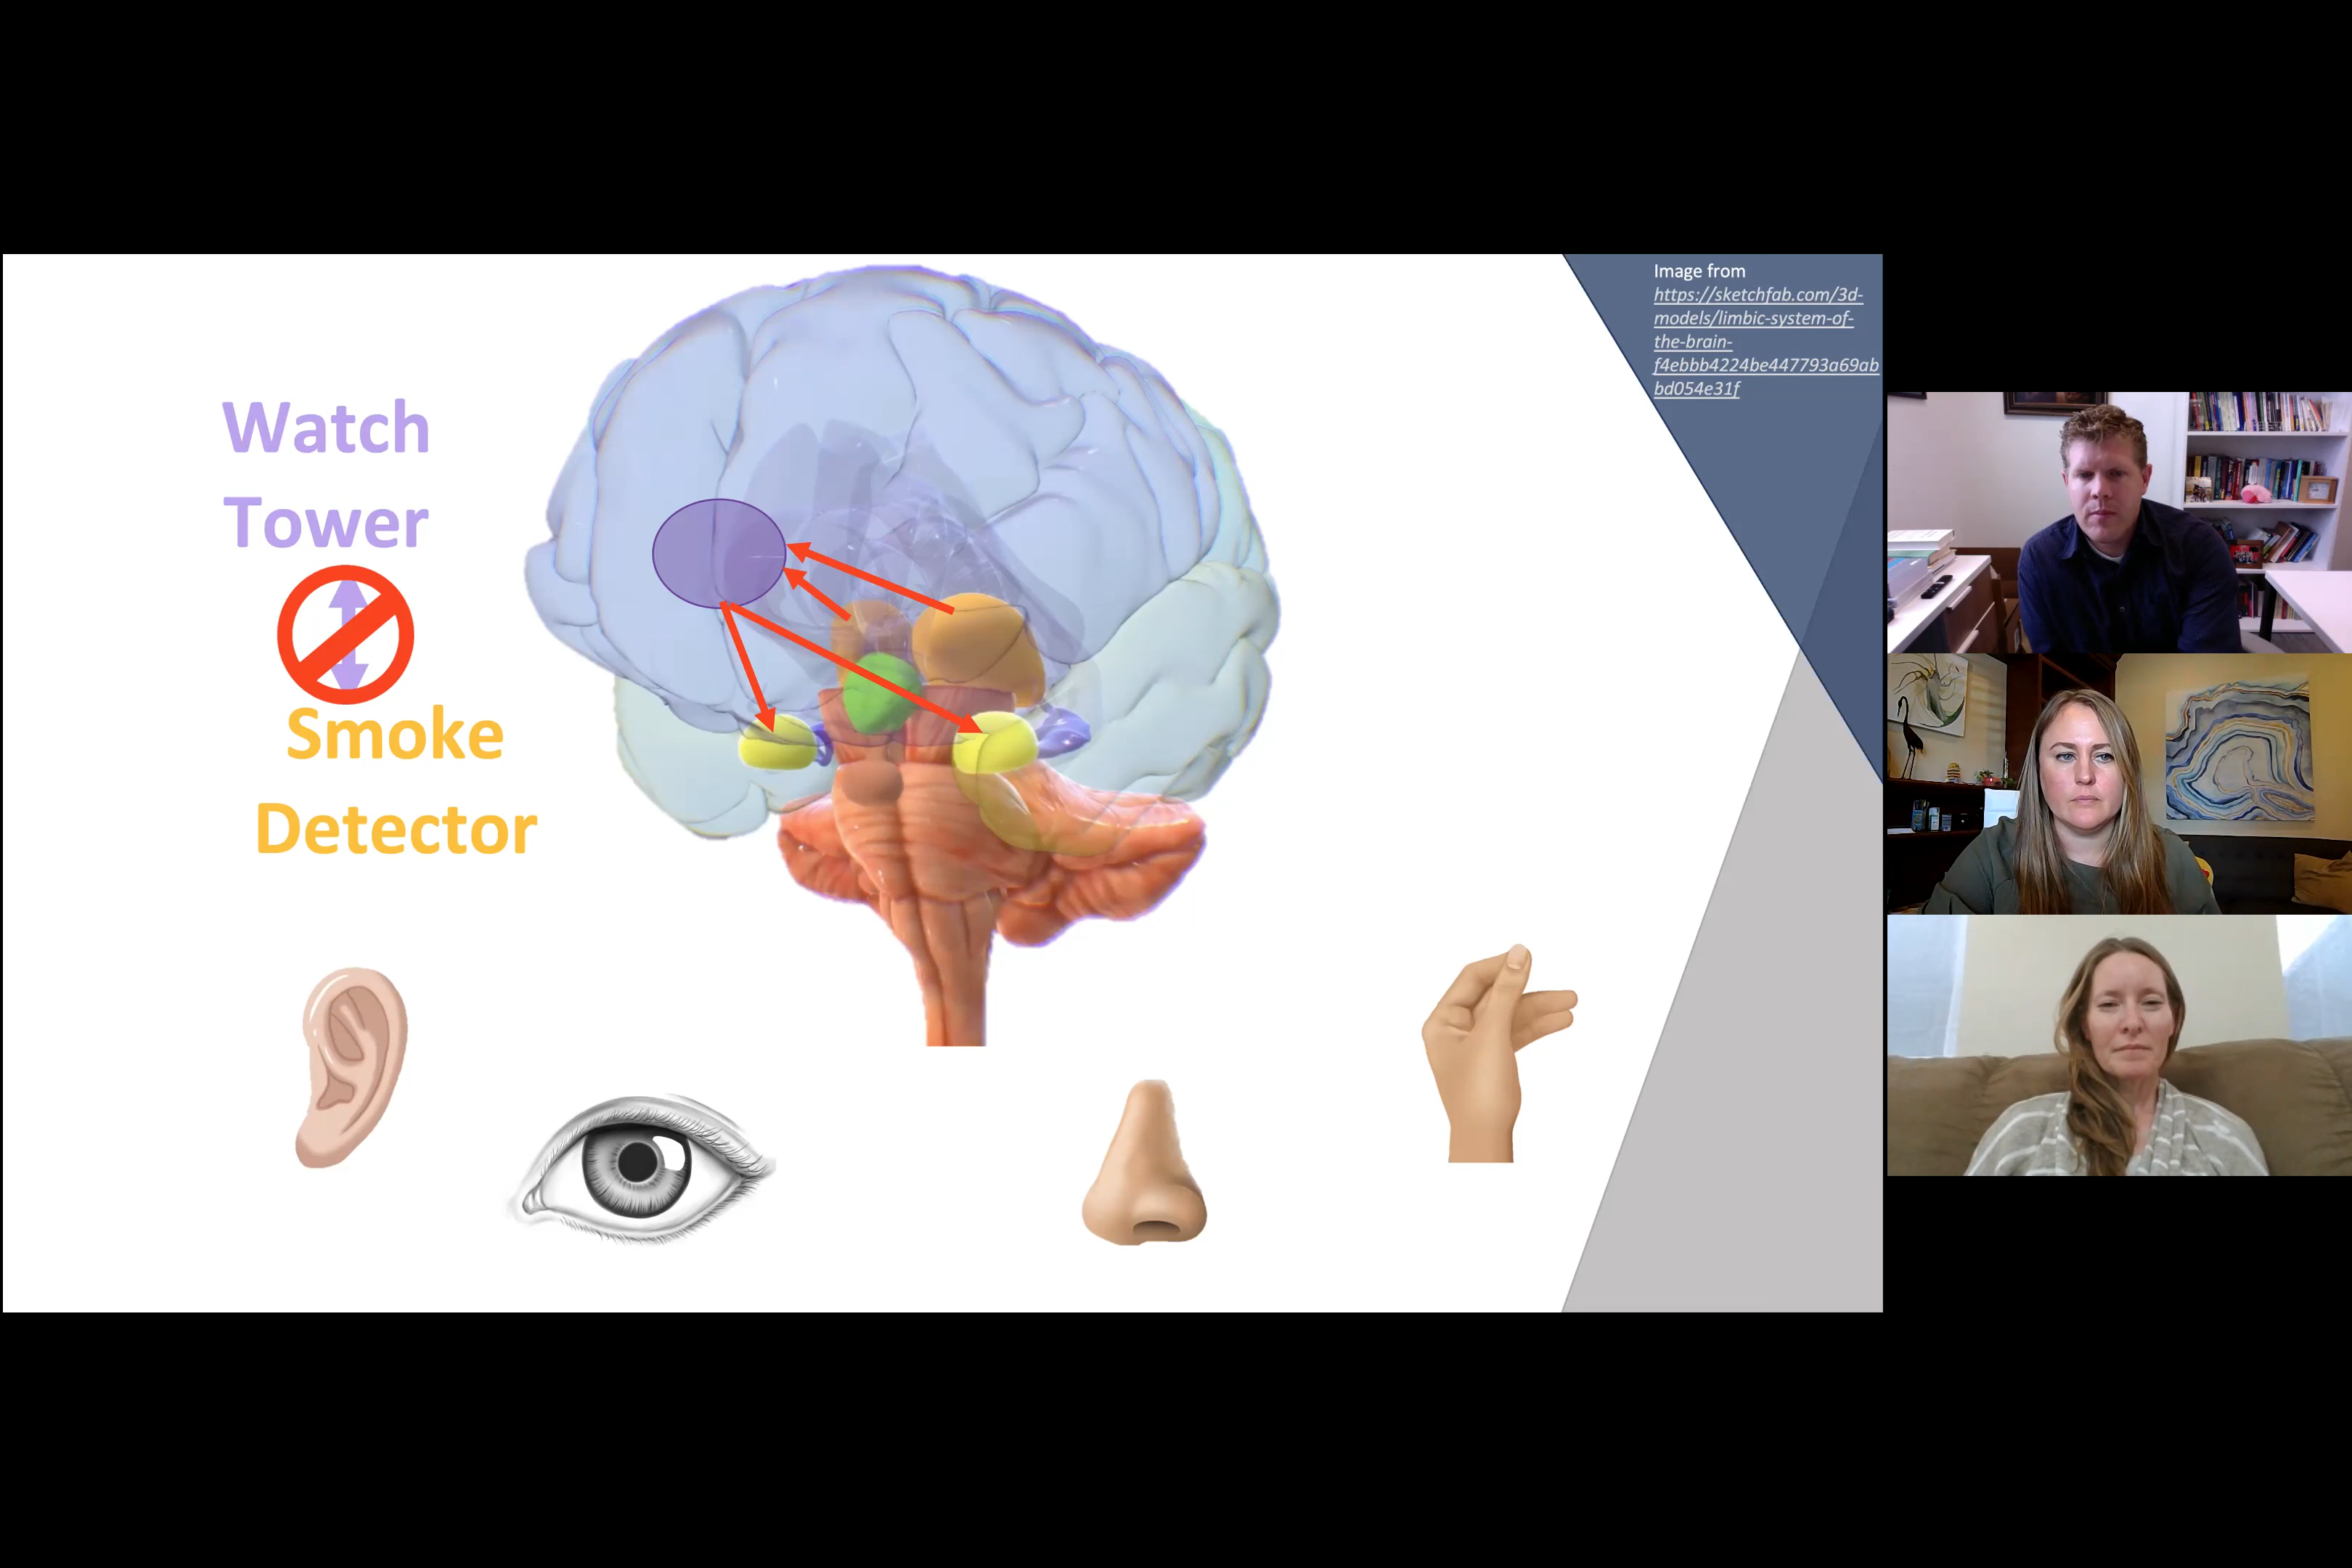 Watch
Tower
Smoke
Detector
Image from
https://sketchfab.com/3d-
models/limbic-system-of-
the-brain-
f4ebbb4224be447793a69ab
bd054e31f